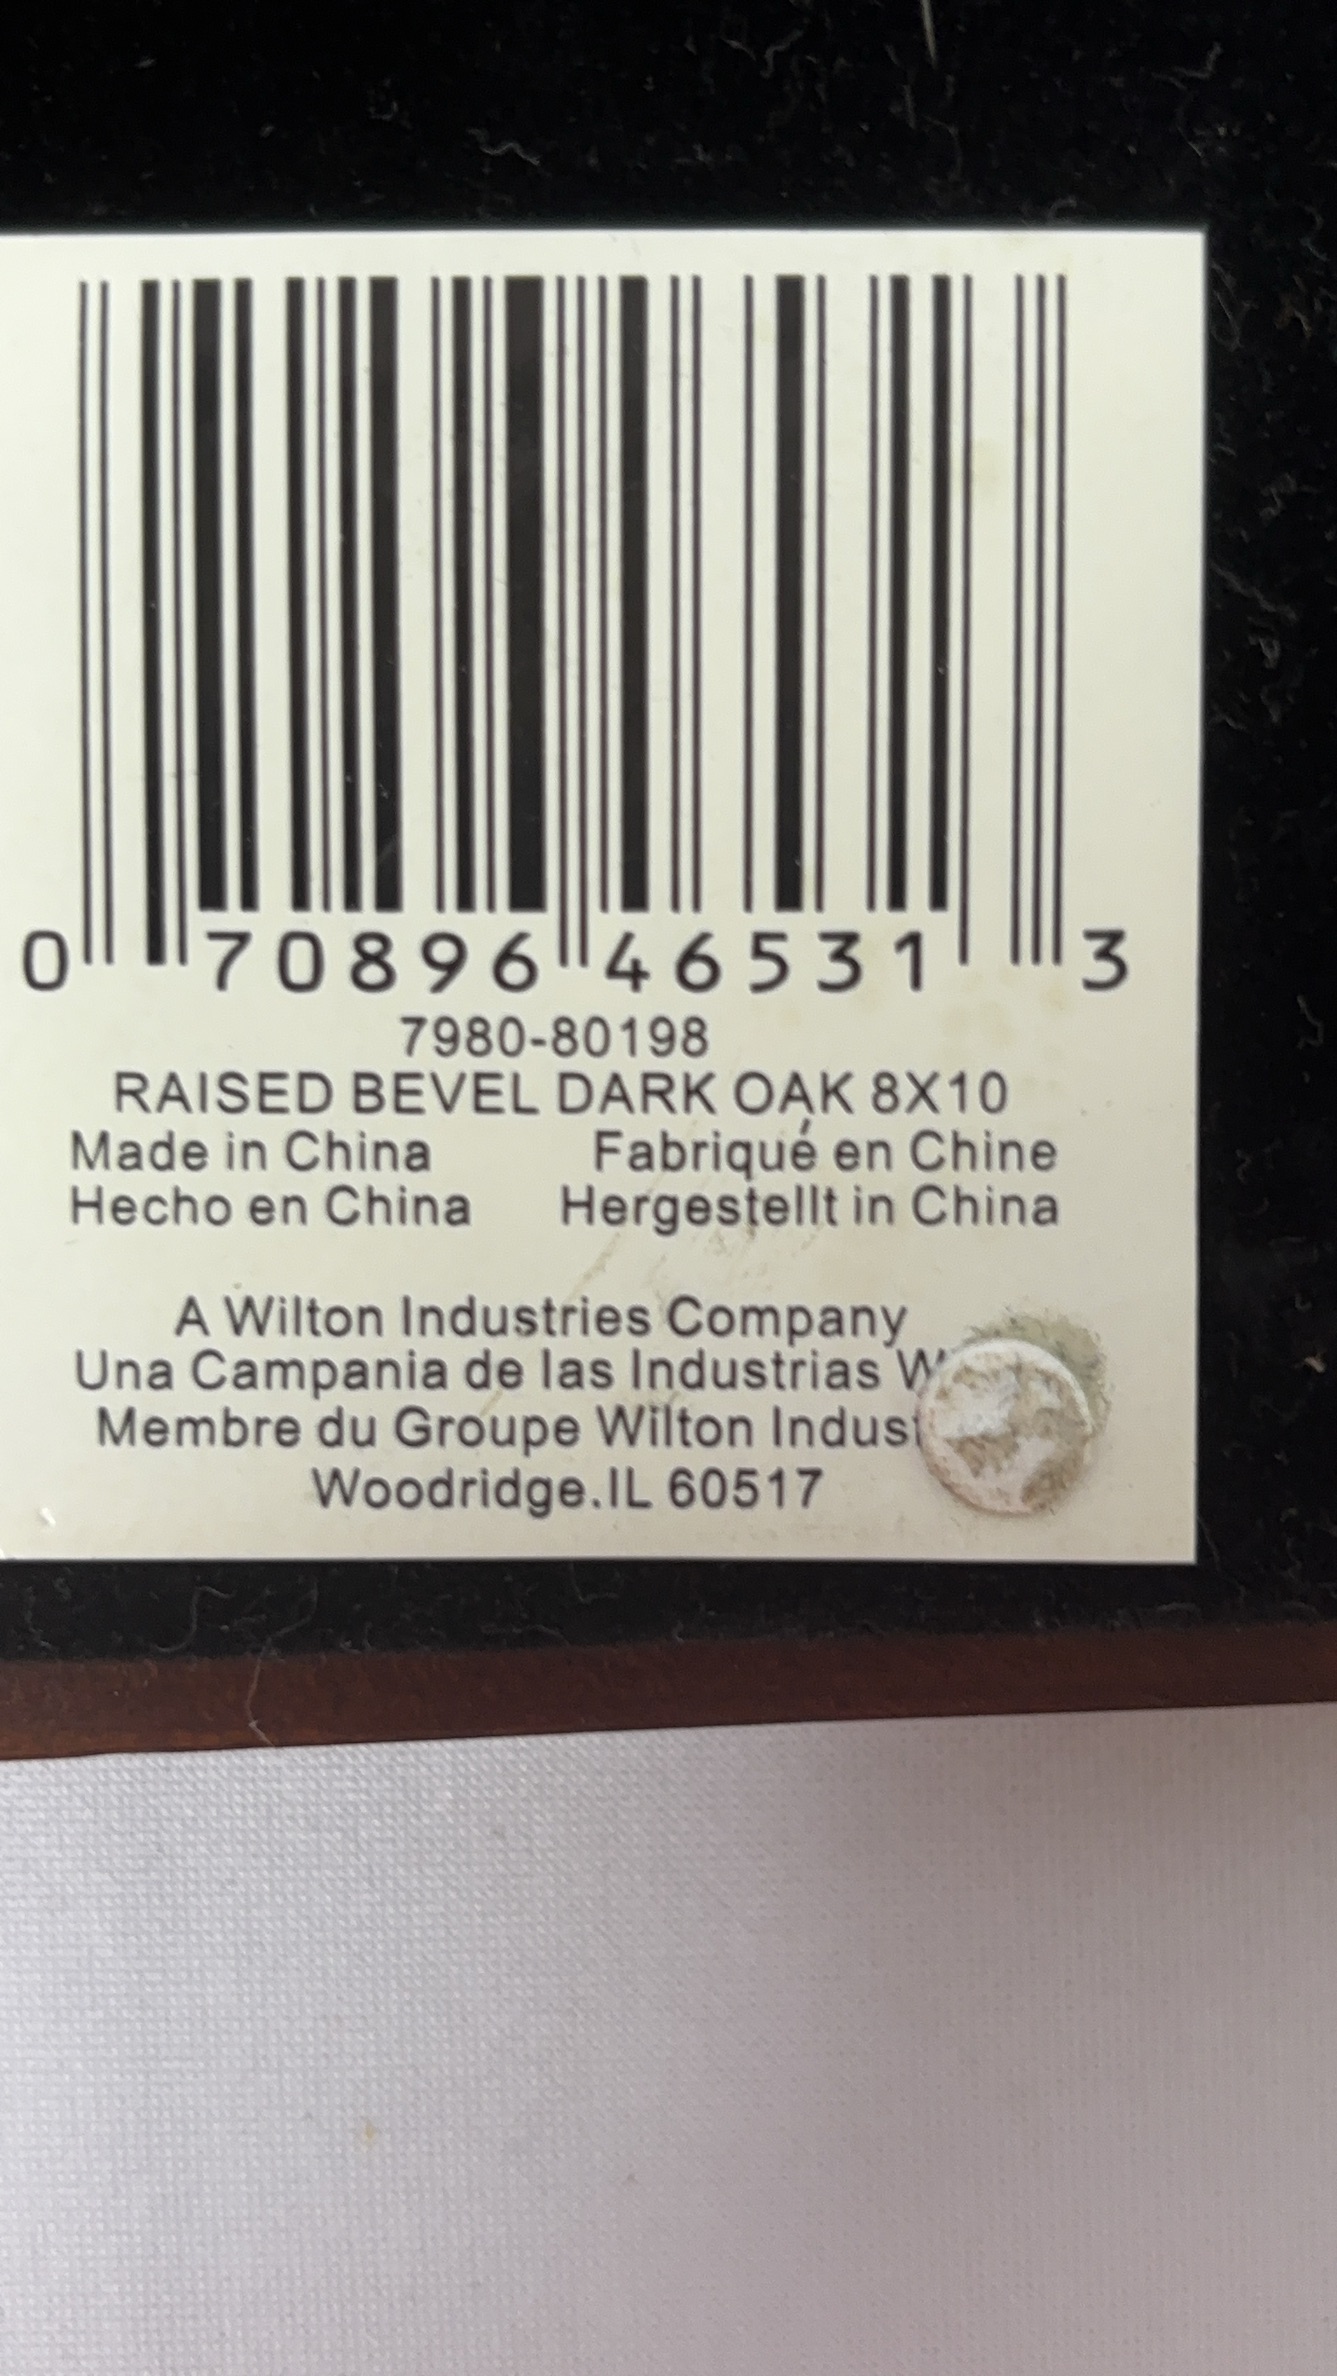 0 70896 46531 3
7980-80198
RAISED BEVEL DARK OAK 8X10
Made in China Fabriqué en Chine
Hecho en China Hergestellt in China
A Wilton Industries Company
Una Campania de las Industrias
Membre du Groupe Wilton
Woodridge.IL 60517